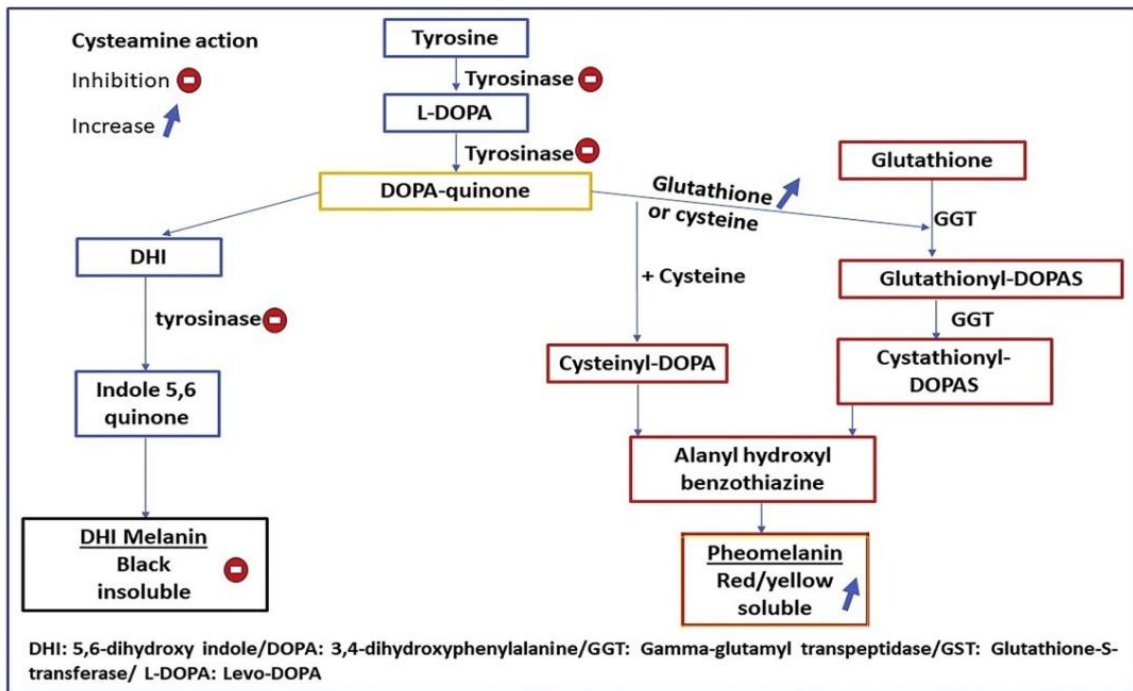 Cysteamine action
Inhibition
Increase
Tyrosine
Tyrosinase
L-DOPA
Tyrosinase
DOPA-quinone
Glutathione
or cysteine
Glutathione
GGT
DHI
+ Cysteine
Glutathionyl-DOPAS
tyrosinase
GGT
Cysteinyl-DOPA
Cystathionyl-
DOPAS
Indole 5,6
quinone
Alanyl hydroxyl
benzothiazine
DHI Melanin
Black
insoluble
Pheomelanin
Red/yellow
soluble
DHI: 5,6-dihydroxy indole/DOPA: 3,4-dihydroxyphenylalanine/GGT: Gamma-glutamyl transpeptidase/GST: Glutathione-S-
transferase/ L-DOPA: Levo-DOPA